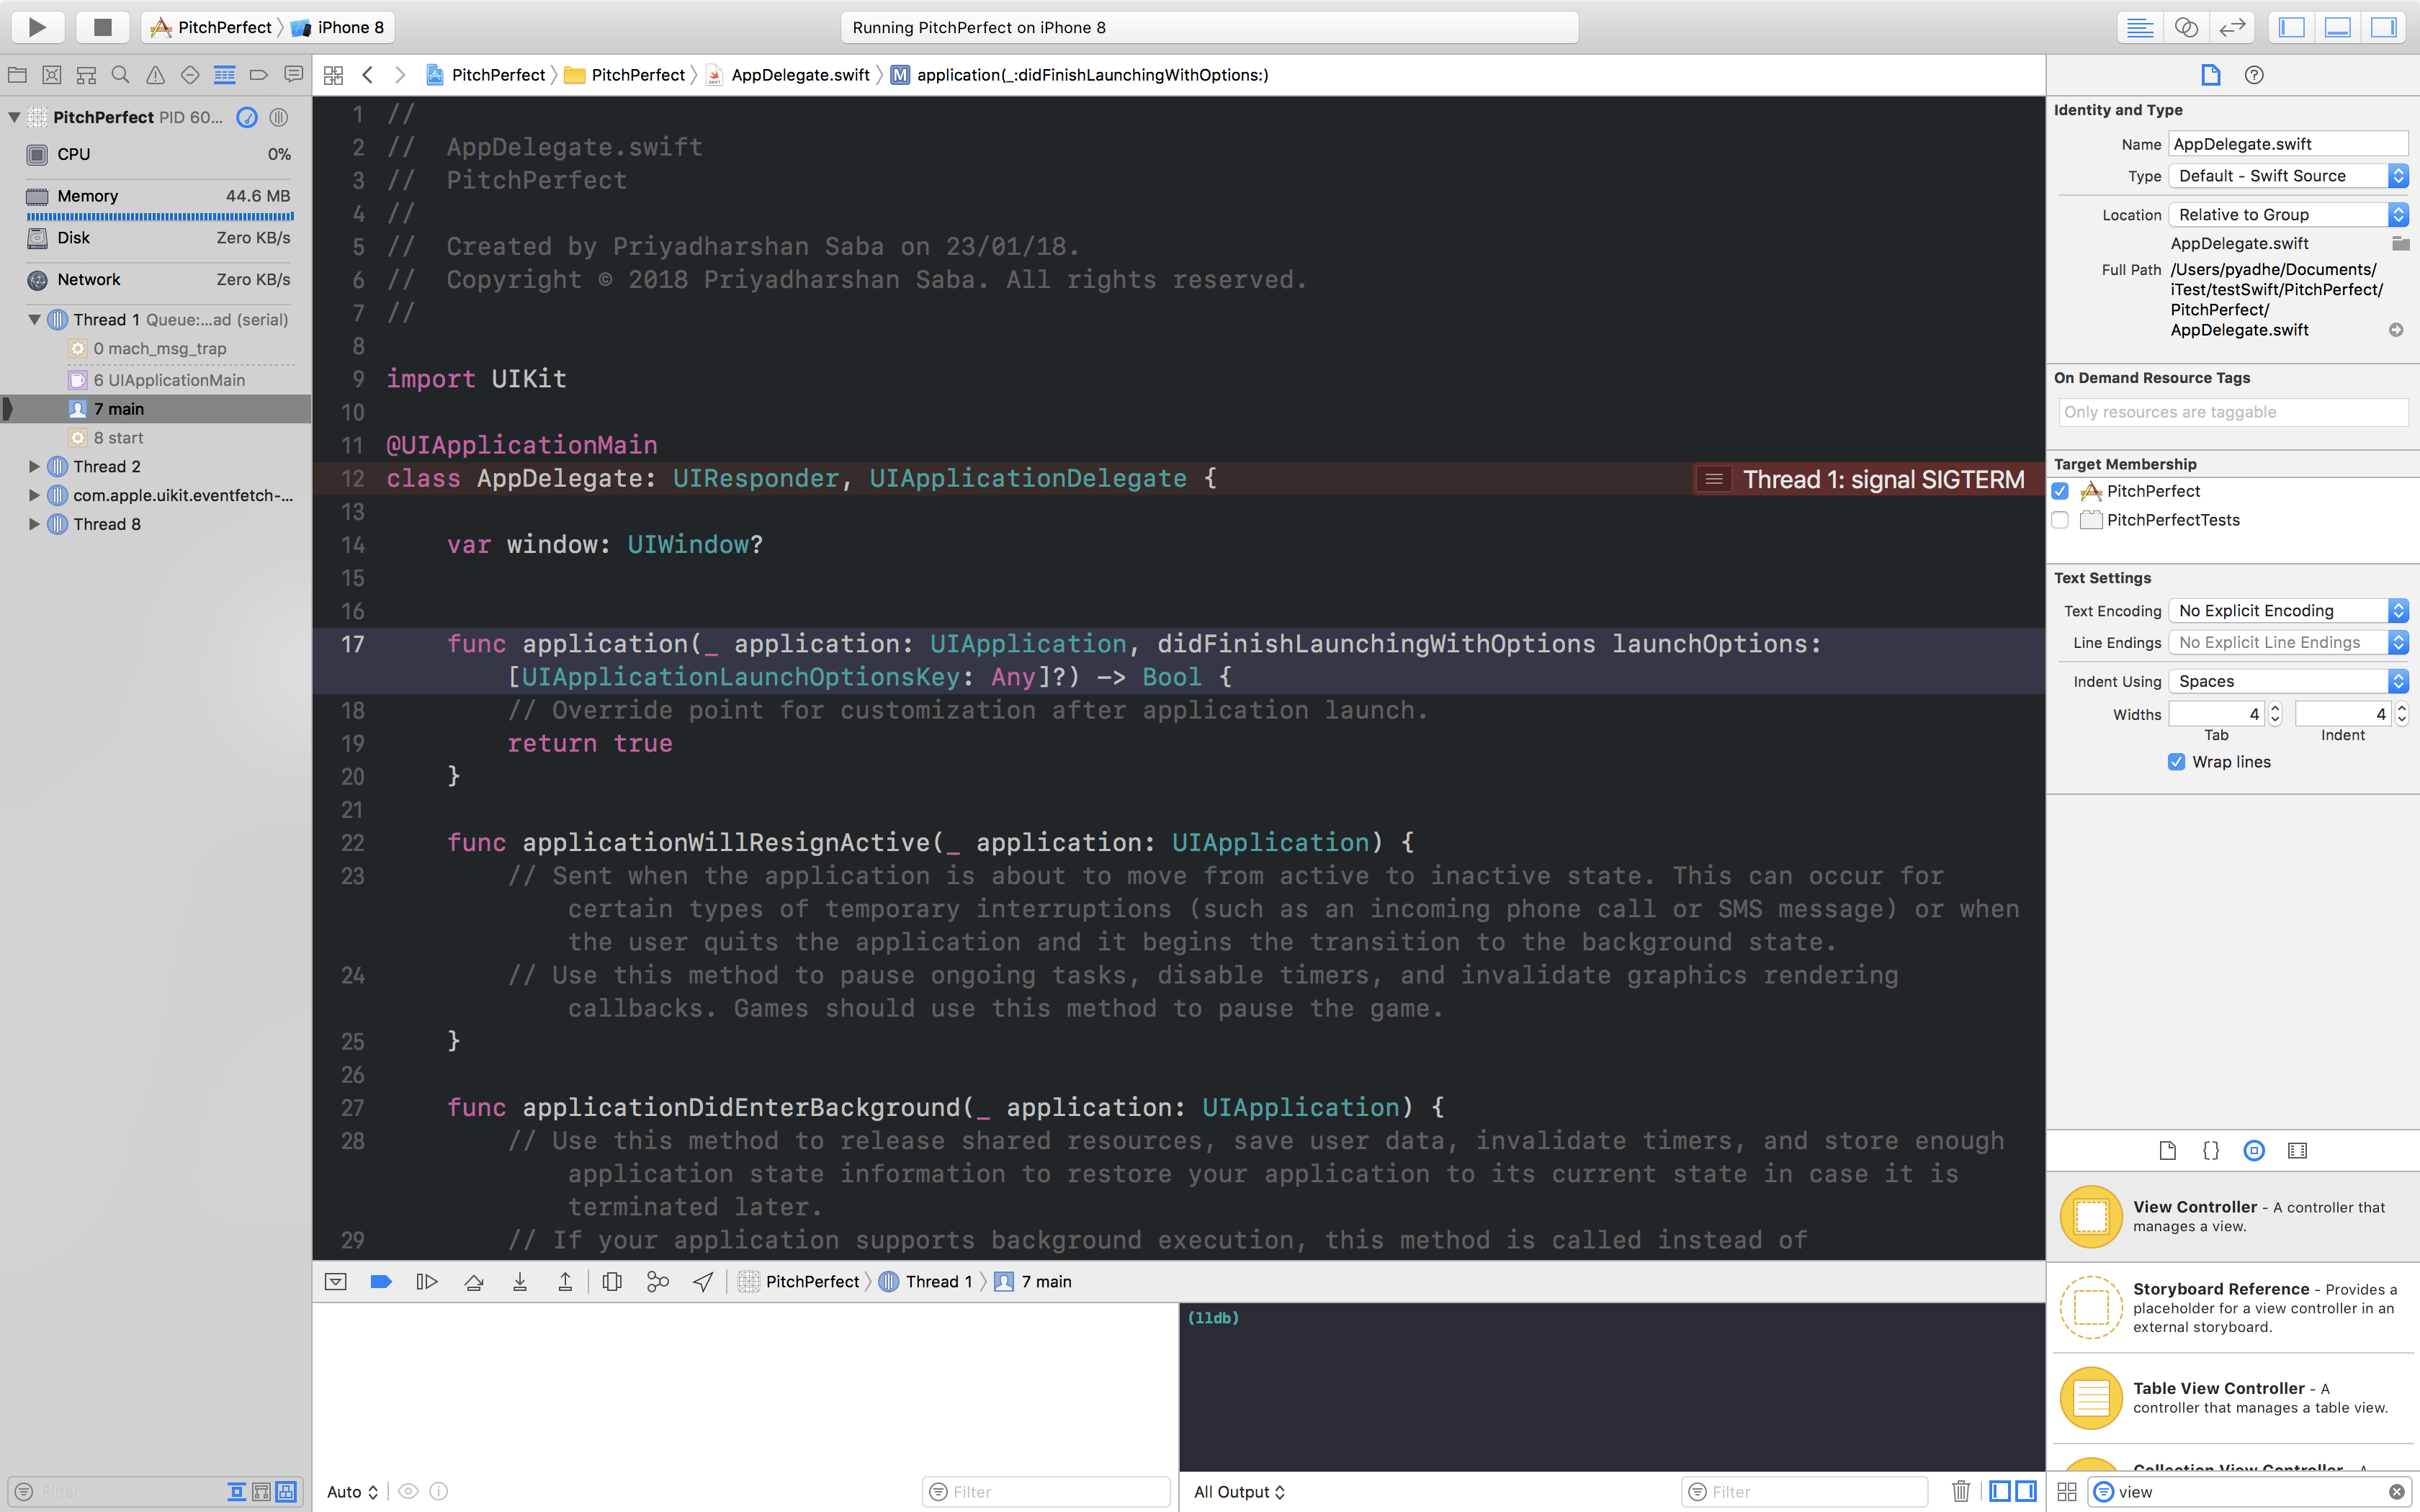 PitchPerfect iPhone 8
Running PitchPerfect on iPhone 8
PitchPerfect PitchPerfect AppDelegate.swift M application(_:didFinishLaunchingWithOptions:)
PitchPerfect PID 60...
CPU 0%
Memory 44.6 MB
Disk Zero KB/s
Network Zero KB/s
Thread 1 Queue:...ad (serial)
0 mach_msg_trap
6 UIApplicationMain
7 main
8 start
Thread 2
com.apple.uikit.eventfetch-...
Thread 8
Filter
1 //
2 // AppDelegate.swift
3 // PitchPerfect
4 //
5 // Created by Priyadharshan Saba on 23/01/18.
6 // Copyright © 2018 Priyadharshan Saba. All rights reserved.
7 //
8
9 import UIKit
10
11 @UIApplicationMain
12 class AppDelegate: UIResponder, UIApplicationDelegate {
Thread 1: signal SIGTERM
13
14 var window: UIWindow?
15
16
17 func application(_ application: UIApplication, didFinishLaunchingWithOptions launchOptions:
[UIApplicationLaunchOptionsKey: Any]?) -> Bool {
18 // Override point for customization after application launch.
19 return true
20 }
21
22 func applicationWillResignActive(_ application: UIApplication) {
23 // Sent when the application is about to move from active to inactive state. This can occur for
certain types of temporary interruptions (such as an incoming phone call or SMS message) or when
the user quits the application and it begins the transition to the background state.
24 // Use this method to pause ongoing tasks, disable timers, and invalidate graphics rendering
callbacks. Games should use this method to pause the game.
25 }
26
27 func applicationDidEnterBackground(_ application: UIApplication) {
28 // Use this method to release shared resources, save user data, invalidate timers, and store enough
application state information to restore your application to its current state in case it is
terminated later.
29 // If your application supports background execution, this method is called instead of
PitchPerfect Thread 1 7 main
(lldb)
Auto Filter
All Output Filter
Identity and Type
Name AppDelegate.swift
Type Default - Swift Source
Location Relative to Group
AppDelegate.swift
Full Path /Users/pyadhe/Documents/
iTest/testSwift/PitchPerfect/
PitchPerfect/
AppDelegate.swift
On Demand Resource Tags
Only resources are taggable
Target Membership
PitchPerfect
PitchPerfectTests
Text Settings
Text Encoding No Explicit Encoding
Line Endings No Explicit Line Endings
Indent Using Spaces
Widths 4 4
Tab Indent
Wrap lines
{}
View Controller - A controller that
manages a view.
Storyboard Reference - Provides a
placeholder for a view controller in an
external storyboard.
Table View Controller - A
controller that manages a table view.
Collection View Controller - A
view